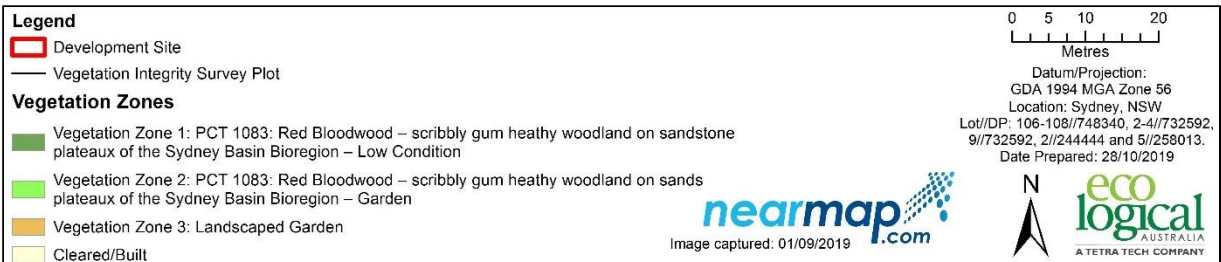 Legend
Development Site
Vegetation Integrity Survey Plot
Vegetation Zones
Vegetation Zone 1: PCT 1083: Red Bloodwood – scribbly gum heathy woodland on sandstone
plateaux of the Sydney Basin Bioregion – Low Condition
Vegetation Zone 2: PCT 1083: Red Bloodwood – scribbly gum heathy woodland on sands
plateaux of the Sydney Basin Bioregion – Garden
Vegetation Zone 3: Landscaped Garden
Cleared/Built
nearmap
.com
Image captured: 01/09/2019
0 5 10 20
Metres
Datum/Projection:
GDA 1994 MGA Zone 56
Location: Sydney, NSW
Lot//DP: 106-108//748340, 2-4//732592,
9//732592, 2//244444 and 5//258013.
Date Prepared: 28/10/2019
N
eco
logical
AUSTRALIA
A TETRA TECH COMPANY